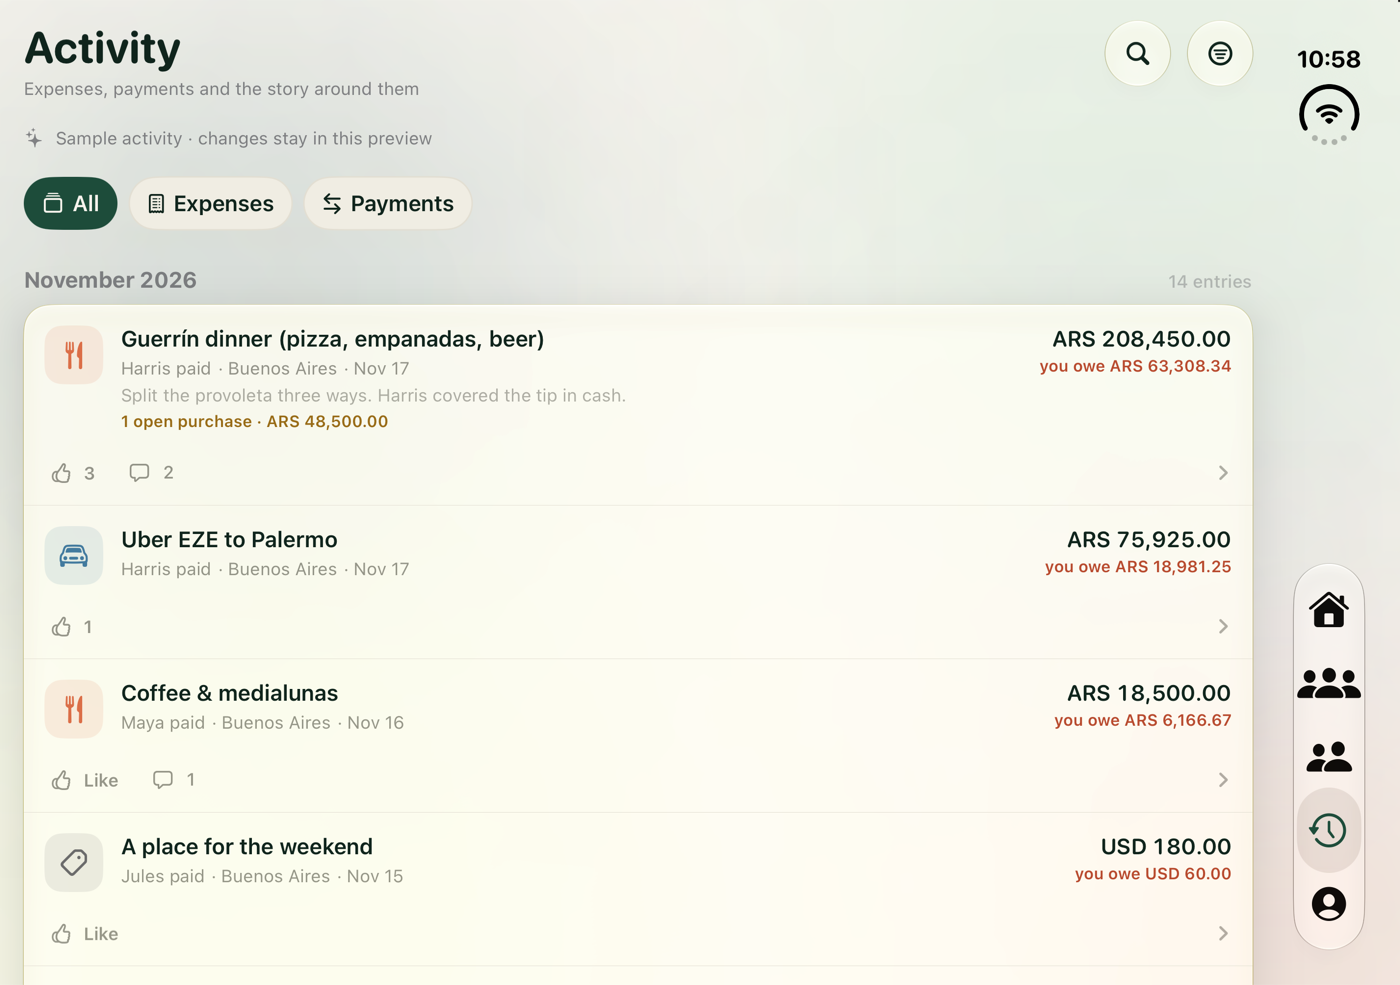 Activity
Expenses, payments and the story around them
Sample activity · changes stay in this preview
10:58
All
Expenses
Payments
November 2026
14 entries
Guerrín dinner (pizza, empanadas, beer)
ARS 208,450.00
Harris paid · Buenos Aires · Nov 17
you owe ARS 63,308.34
Split the provoleta three ways. Harris covered the tip in cash.
1 open purchase · ARS 48,500.00
3
2
Uber EZE to Palermo
ARS 75,925.00
Harris paid · Buenos Aires · Nov 17
you owe ARS 18,981.25
1
Coffee & medialunas
ARS 18,500.00
Maya paid · Buenos Aires · Nov 16
you owe ARS 6,166.67
Like
1
A place for the weekend
USD 180.00
Jules paid · Buenos Aires · Nov 15
you owe USD 60.00
Like